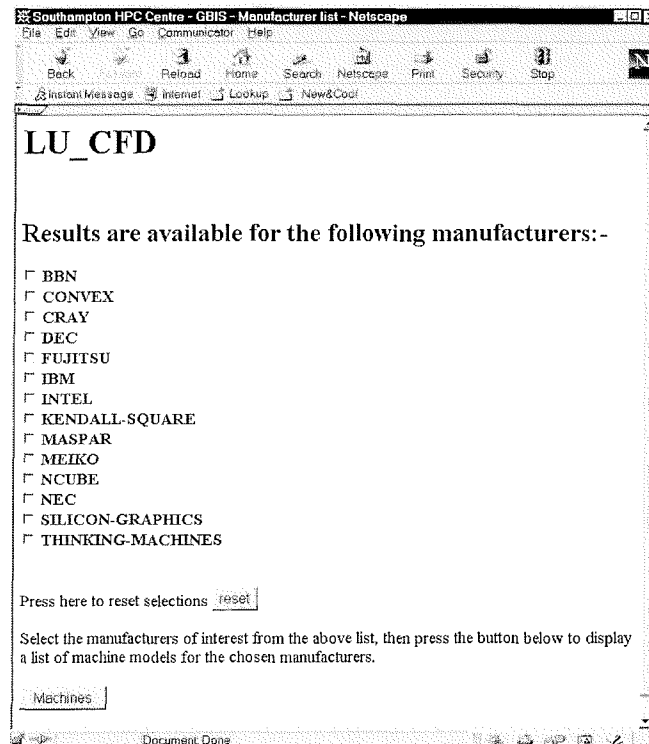 Southampton HPC Centre - GBIS - Manufacturer list - Netscape
File Edit View Go Communicator Help
Back Reload Home Search Netscape Print Security Stop
Instant Message Internet Lookup New&Cool
LU_CFD
Results are available for the following manufacturers:-
BBN
CONVEX
CRAY
DEC
FUJITSU
IBM
INTEL
KENDALL-SQUARE
MASPAR
MEIKO
NCUBE
NEC
SILICON-GRAPHICS
THINKING-MACHINES
Press here to reset selections reset
Select the manufacturers of interest from the above list, then press the button below to display
a list of machine models for the chosen manufacturers.
Machines
Document Done